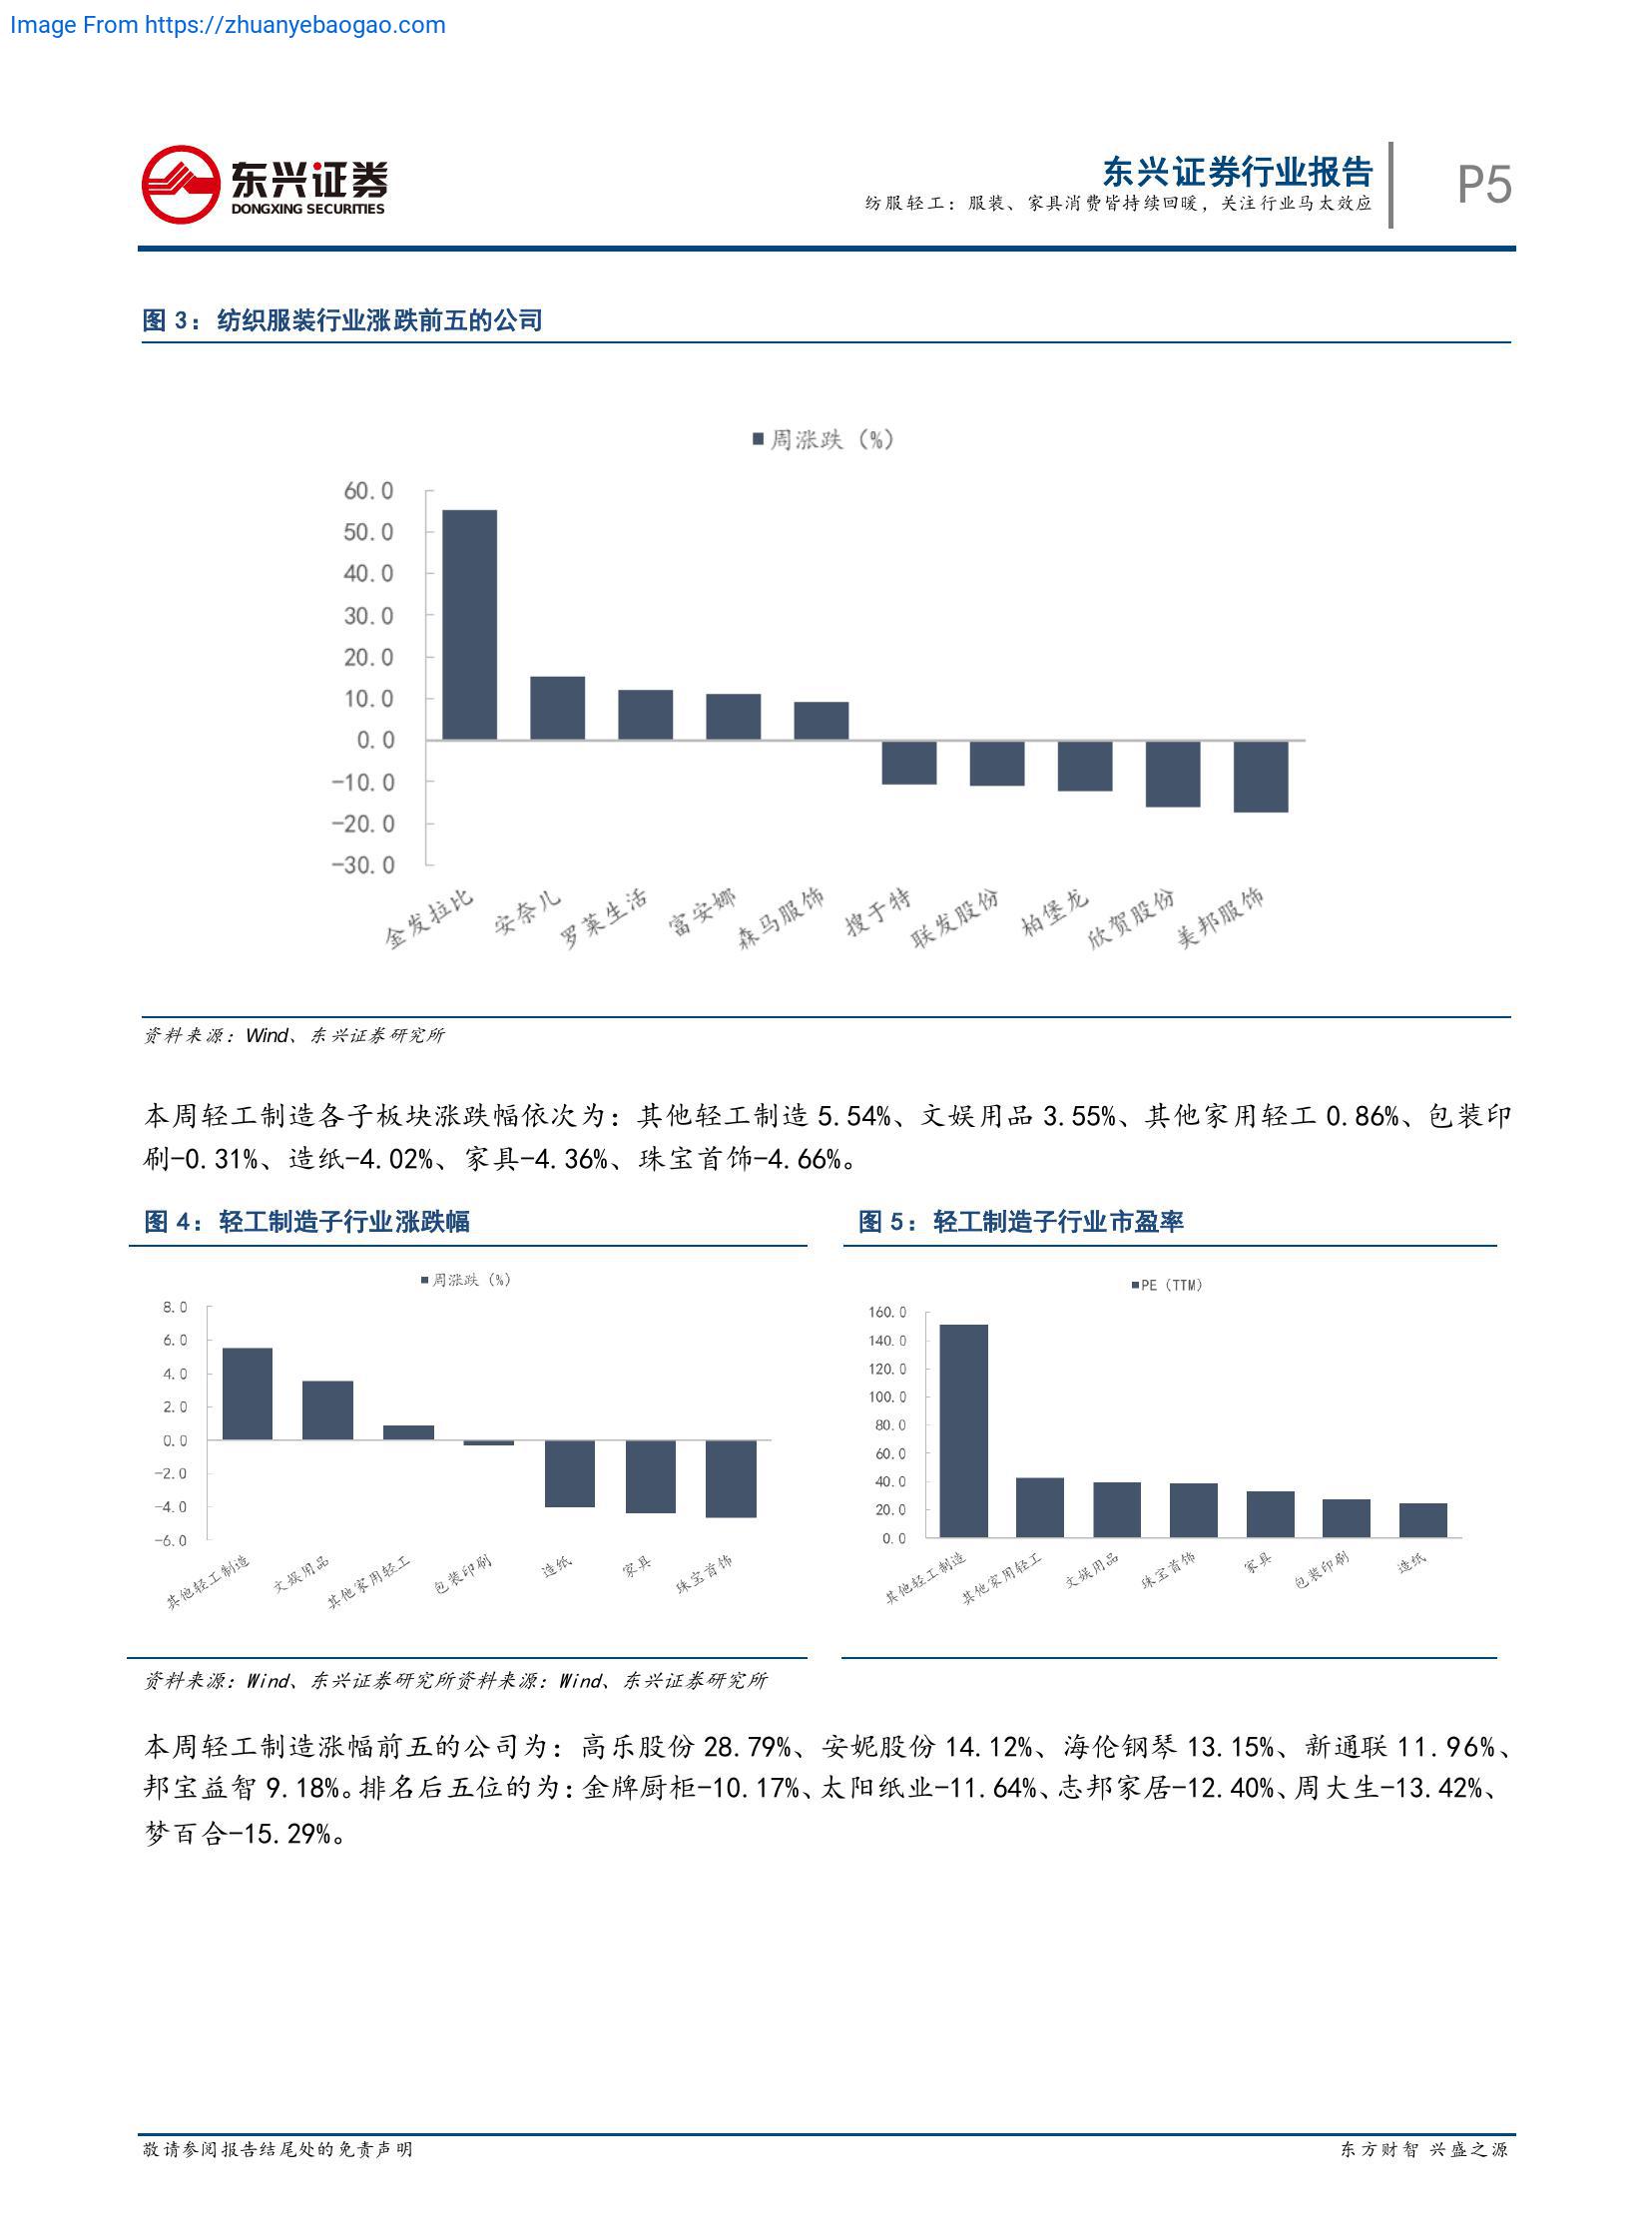 Image From https://zhuanyebaogao.com
东兴证券
DONGXING SECURITIES
东兴证券行业报告
纺服轻工：服装、家具消费皆持续回暖，关注行业马太效应
P5
图 3：纺织服装行业涨跌前五的公司
周涨跌（%）
60.0
50.0
40.0
30.0
20.0
10.0
0.0
-10.0
-20.0
-30.0
金发拉比
安奈儿
罗莱生活
富安娜
森马服饰
搜于特
联发股份
柏堡龙
欣贺股份
美邦服饰
资料来源：Wind、东兴证券研究所
本周轻工制造各子板块涨跌幅依次为：其他轻工制造 5.54%、文娱用品 3.55%、其他家用轻工 0.86%、包装印
刷-0.31%、造纸-4.02%、家具-4.36%、珠宝首饰-4.66%。
图 4：轻工制造子行业涨跌幅
周涨跌（%）
8.0
6.0
4.0
2.0
0.0
-2.0
-4.0
-6.0
其他轻工制造
文娱用品
其他家用轻工
包装印刷
造纸
家具
珠宝首饰
图 5：轻工制造子行业市盈率
PE（TTM）
160.0
140.0
120.0
100.0
80.0
60.0
40.0
20.0
0.0
其他轻工制造
其他家用轻工
文娱用品
珠宝首饰
家具
包装印刷
造纸
资料来源：Wind、东兴证券研究所资料来源：Wind、东兴证券研究所
本周轻工制造涨幅前五的公司为：高乐股份 28.79%、安妮股份 14.12%、海伦钢琴 13.15%、新通联 11.96%、
邦宝益智 9.18%。排名后五位的为：金牌厨柜-10.17%、太阳纸业-11.64%、志邦家居-12.40%、周大生-13.42%、
梦百合-15.29%。
敬请参阅报告结尾处的免责声明
东方财智 兴盛之源